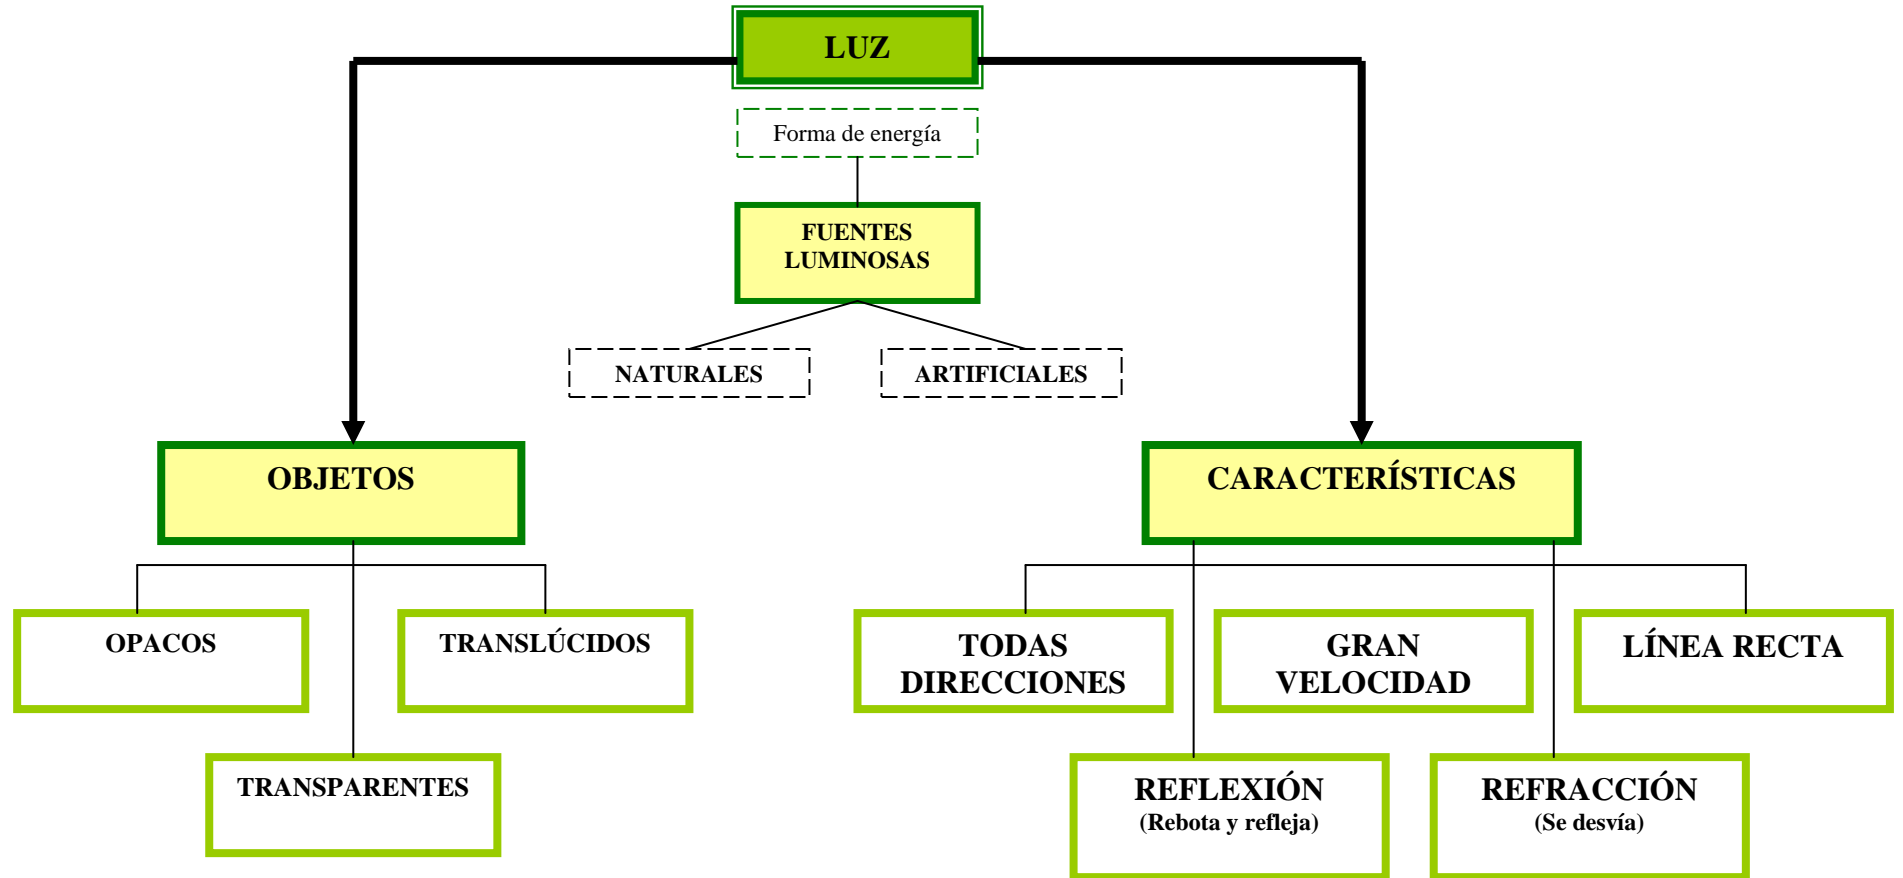 LUZ
Forma de energía
FUENTES
LUMINOSAS
NATURALES
ARTIFICIALES
OBJETOS
CARACTERÍSTICAS
OPACOS
TRANSLÚCIDOS
TRANSPARENTES
TODAS
DIRECCIONES
GRAN
VELOCIDAD
LÍNEA RECTA
REFLEXIÓN
(Rebota y refleja)
REFRACCIÓN
(Se desvía)